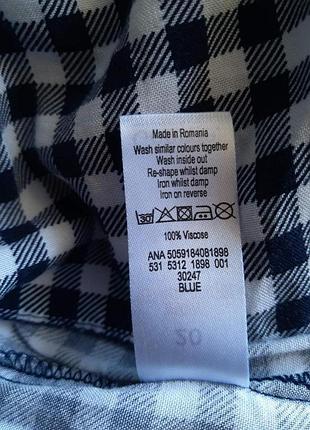 Made in Romania
Wash similar colours together
Wash inside out
Re-shape whilst damp
Iron whilst damp
Iron on reverse
30
100% Viscose
ANA 5059184081898
531 5312 1898 001
30247
BLUE
20